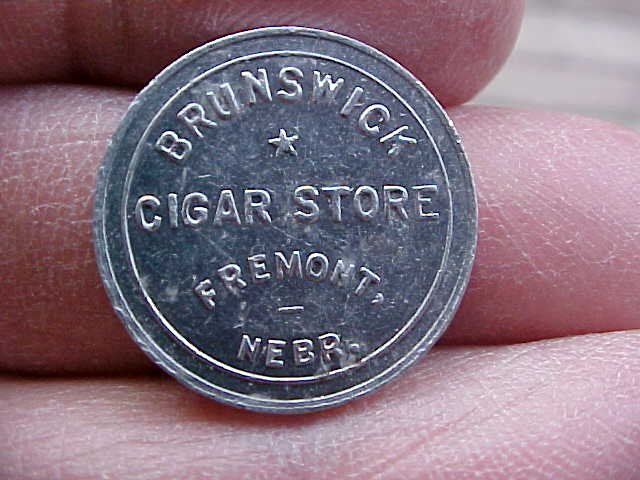 BRUNSWICK
CIGAR STORE
FREMONT,
NEBR.